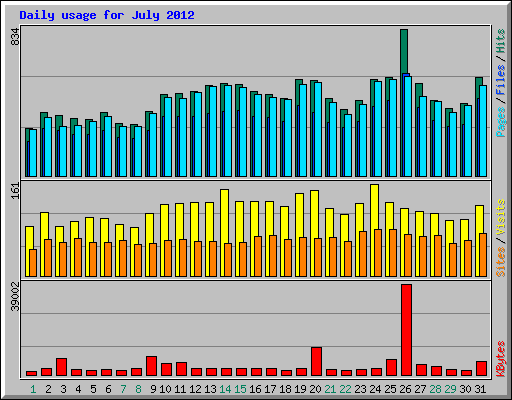 Daily usage for July 2012
834
Pages / Files / Hits
161
Sites / Visits
39002
KBytes
1 2 3 4 5 6 7 8 9 10 11 12 13 14 15 16 17 18 19 20 21 22 23 24 25 26 27 28 29 30 31